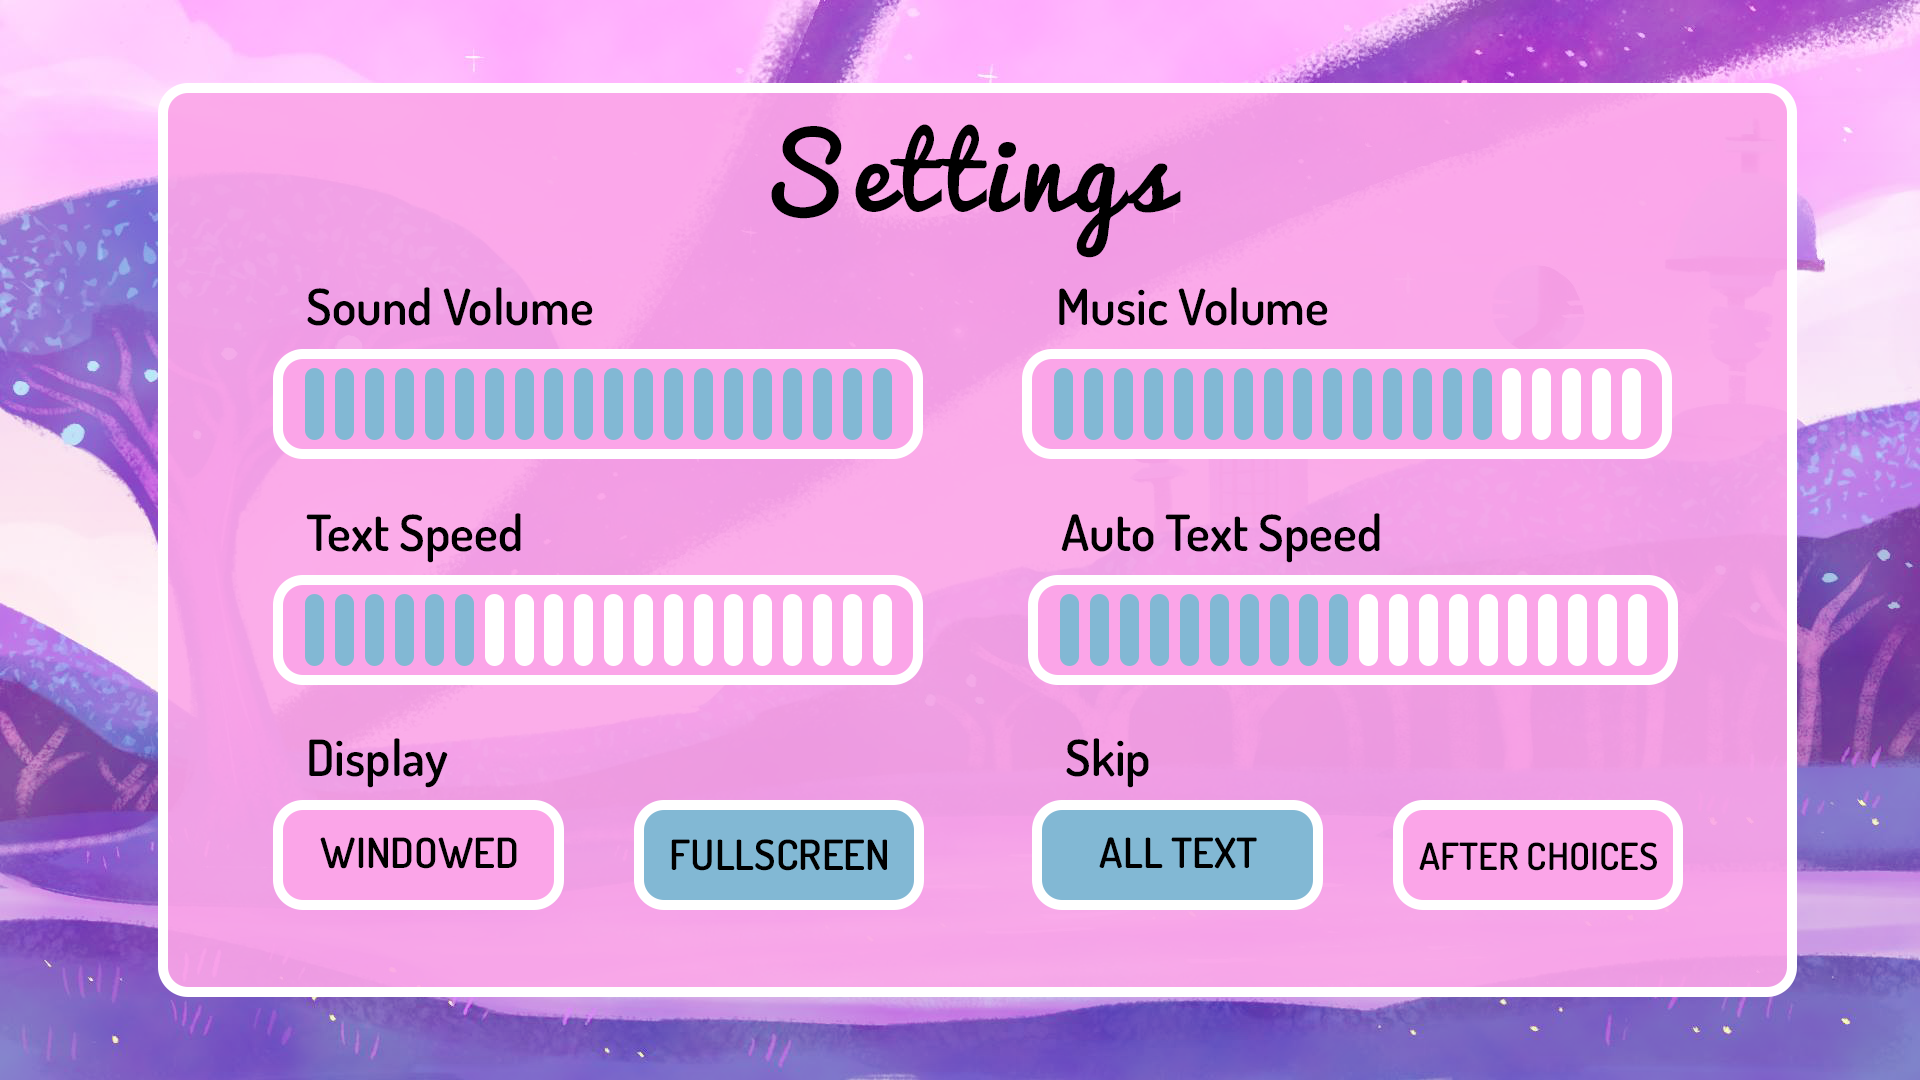 Settings
Sound Volume
Music Volume
Text Speed
Auto Text Speed
Display
Skip
WINDOWED
FULLSCREEN
ALL TEXT
AFTER CHOICES